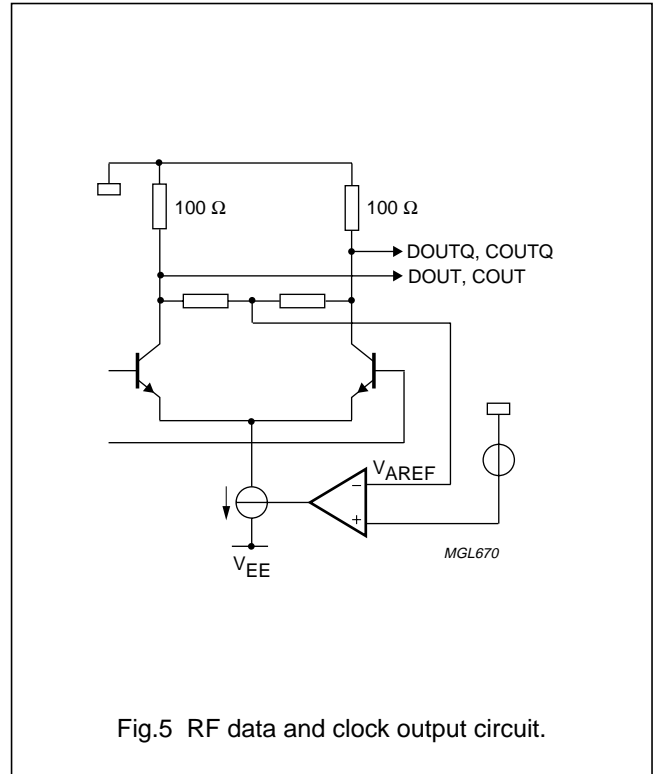 100 Ω 100 Ω
DOUTQ, COUTQ
DOUT, COUT
VAREF
−
+
MGL670
VEE
Fig.5 RF data and clock output circuit.